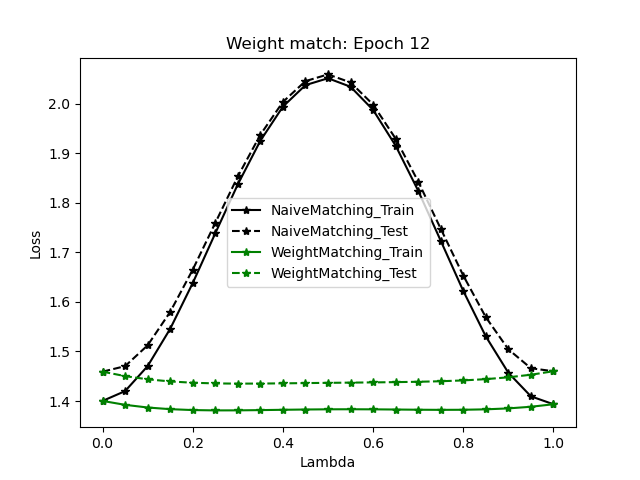 Weight match: Epoch 12
2.0
1.9
1.8
1.7
1.6
1.5
1.4
Loss
NaiveMatching_Train
NaiveMatching_Test
WeightMatching_Train
WeightMatching_Test
0.0 0.2 0.4 0.6 0.8 1.0
Lambda